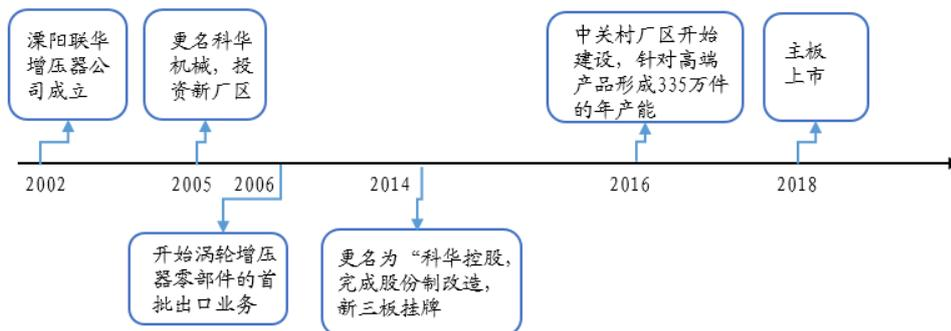 溧阳联华
增压器公
司成立
更名科华
机械，投
资新厂区
中关村厂区开始
建设，针对高端
产品形成335万件
的年产能
主板
上市
2002
2005
2006
2014
2016
2018
开始涡轮增压
器零部件的首
批出口业务
更名为“科华控股，
完成股份制改造，
新三板挂牌